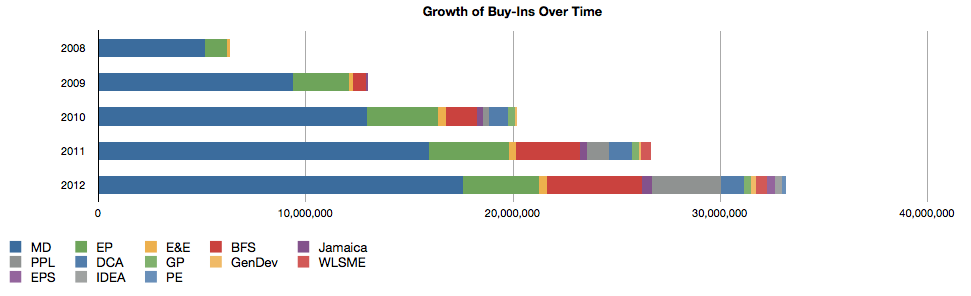 Growth of Buy-Ins Over Time
2008
2009
2010
2011
2012
0 10,000,000 20,000,000 30,000,000 40,000,000
MD EP E&E BFS Jamaica
PPL DCA GP GenDev WLSME
EPS IDEA PE